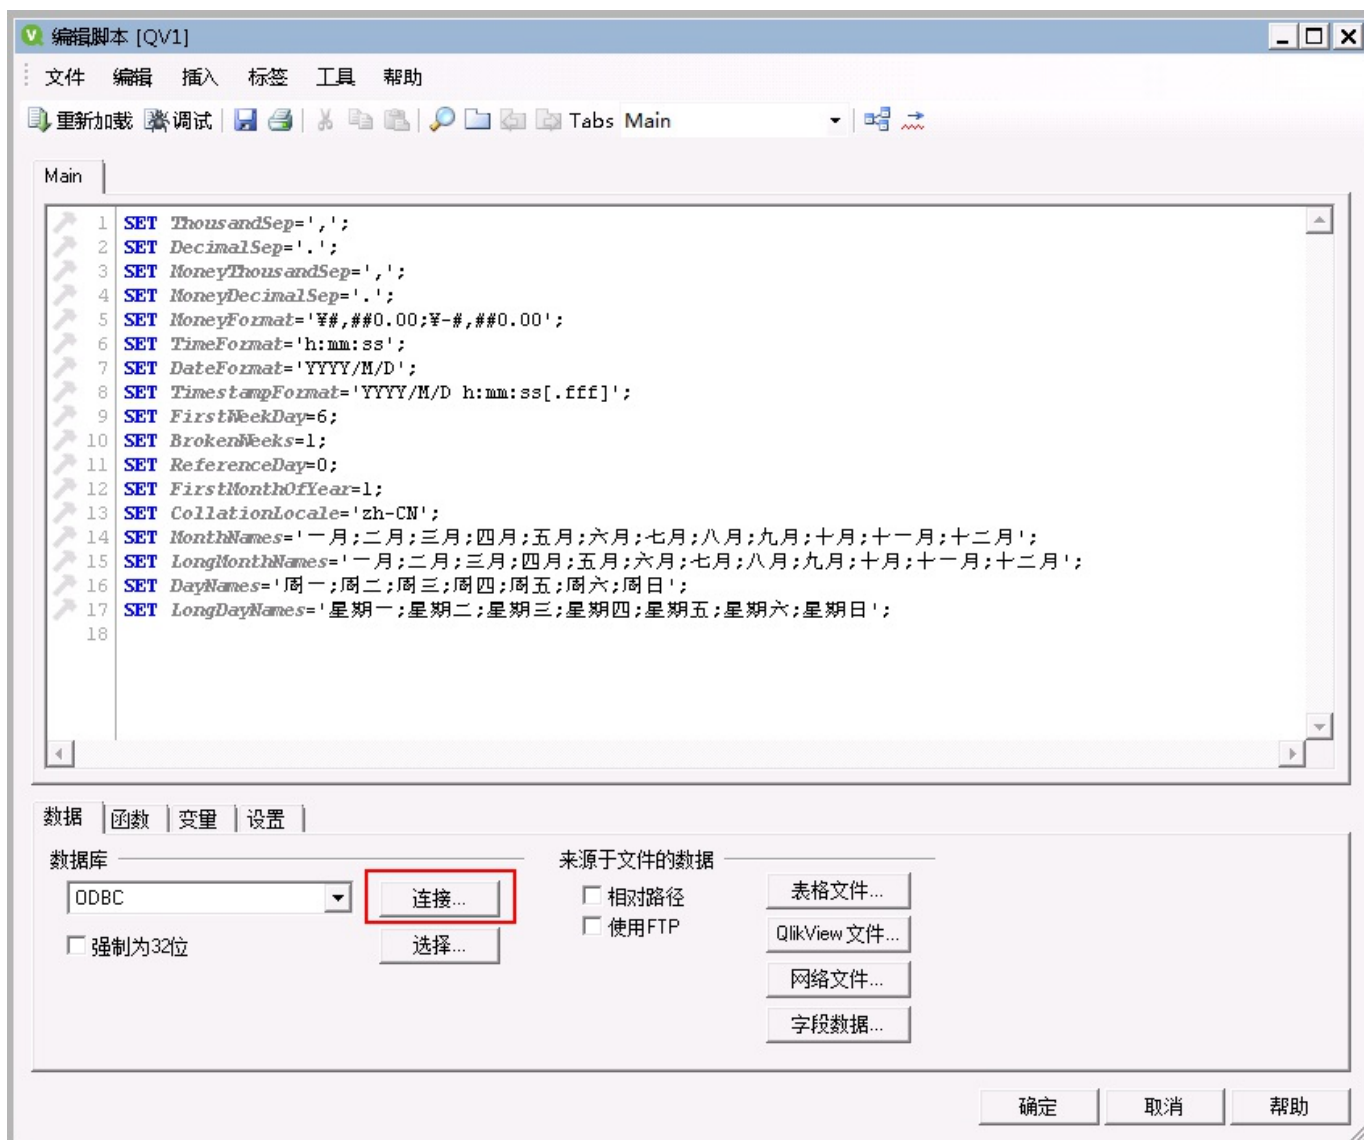 编辑脚本 [QV1]
文件 编辑 插入 标签 工具 帮助
重新加载 调试 Tabs Main
Main
1 SET ThousandSep=',';
2 SET DecimalSep='.';
3 SET MoneyThousandSep=',';
4 SET MoneyDecimalSep='.';
5 SET MoneyFormat='¥#,##0.00;¥-#,##0.00';
6 SET TimeFormat='h:mm:ss';
7 SET DateFormat='YYYY/M/D';
8 SET TimestampFormat='YYYY/M/D h:mm:ss[.fff]';
9 SET FirstWeekDay=6;
10 SET BrokenWeeks=1;
11 SET ReferenceDay=0;
12 SET FirstMonthOfYear=1;
13 SET CollationLocale='zh-CN';
14 SET MonthNames='一月;二月;三月;四月;五月;六月;七月;八月;九月;十月;十一月;十二月';
15 SET LongMonthNames='一月;二月;三月;四月;五月;六月;七月;八月;九月;十月;十一月;十二月';
16 SET DayNames='周一;周二;周三;周四;周五;周六;周日';
17 SET LongDayNames='星期一;星期二;星期三;星期四;星期五;星期六;星期日';
18
数据 函数 变量 设置
数据库 来源于文件的数据
ODBC 连接... 相对路径 表格文件...
强制为32位 选择... 使用FTP QlikView 文件...
网络文件...
字段数据...
确定 取消 帮助